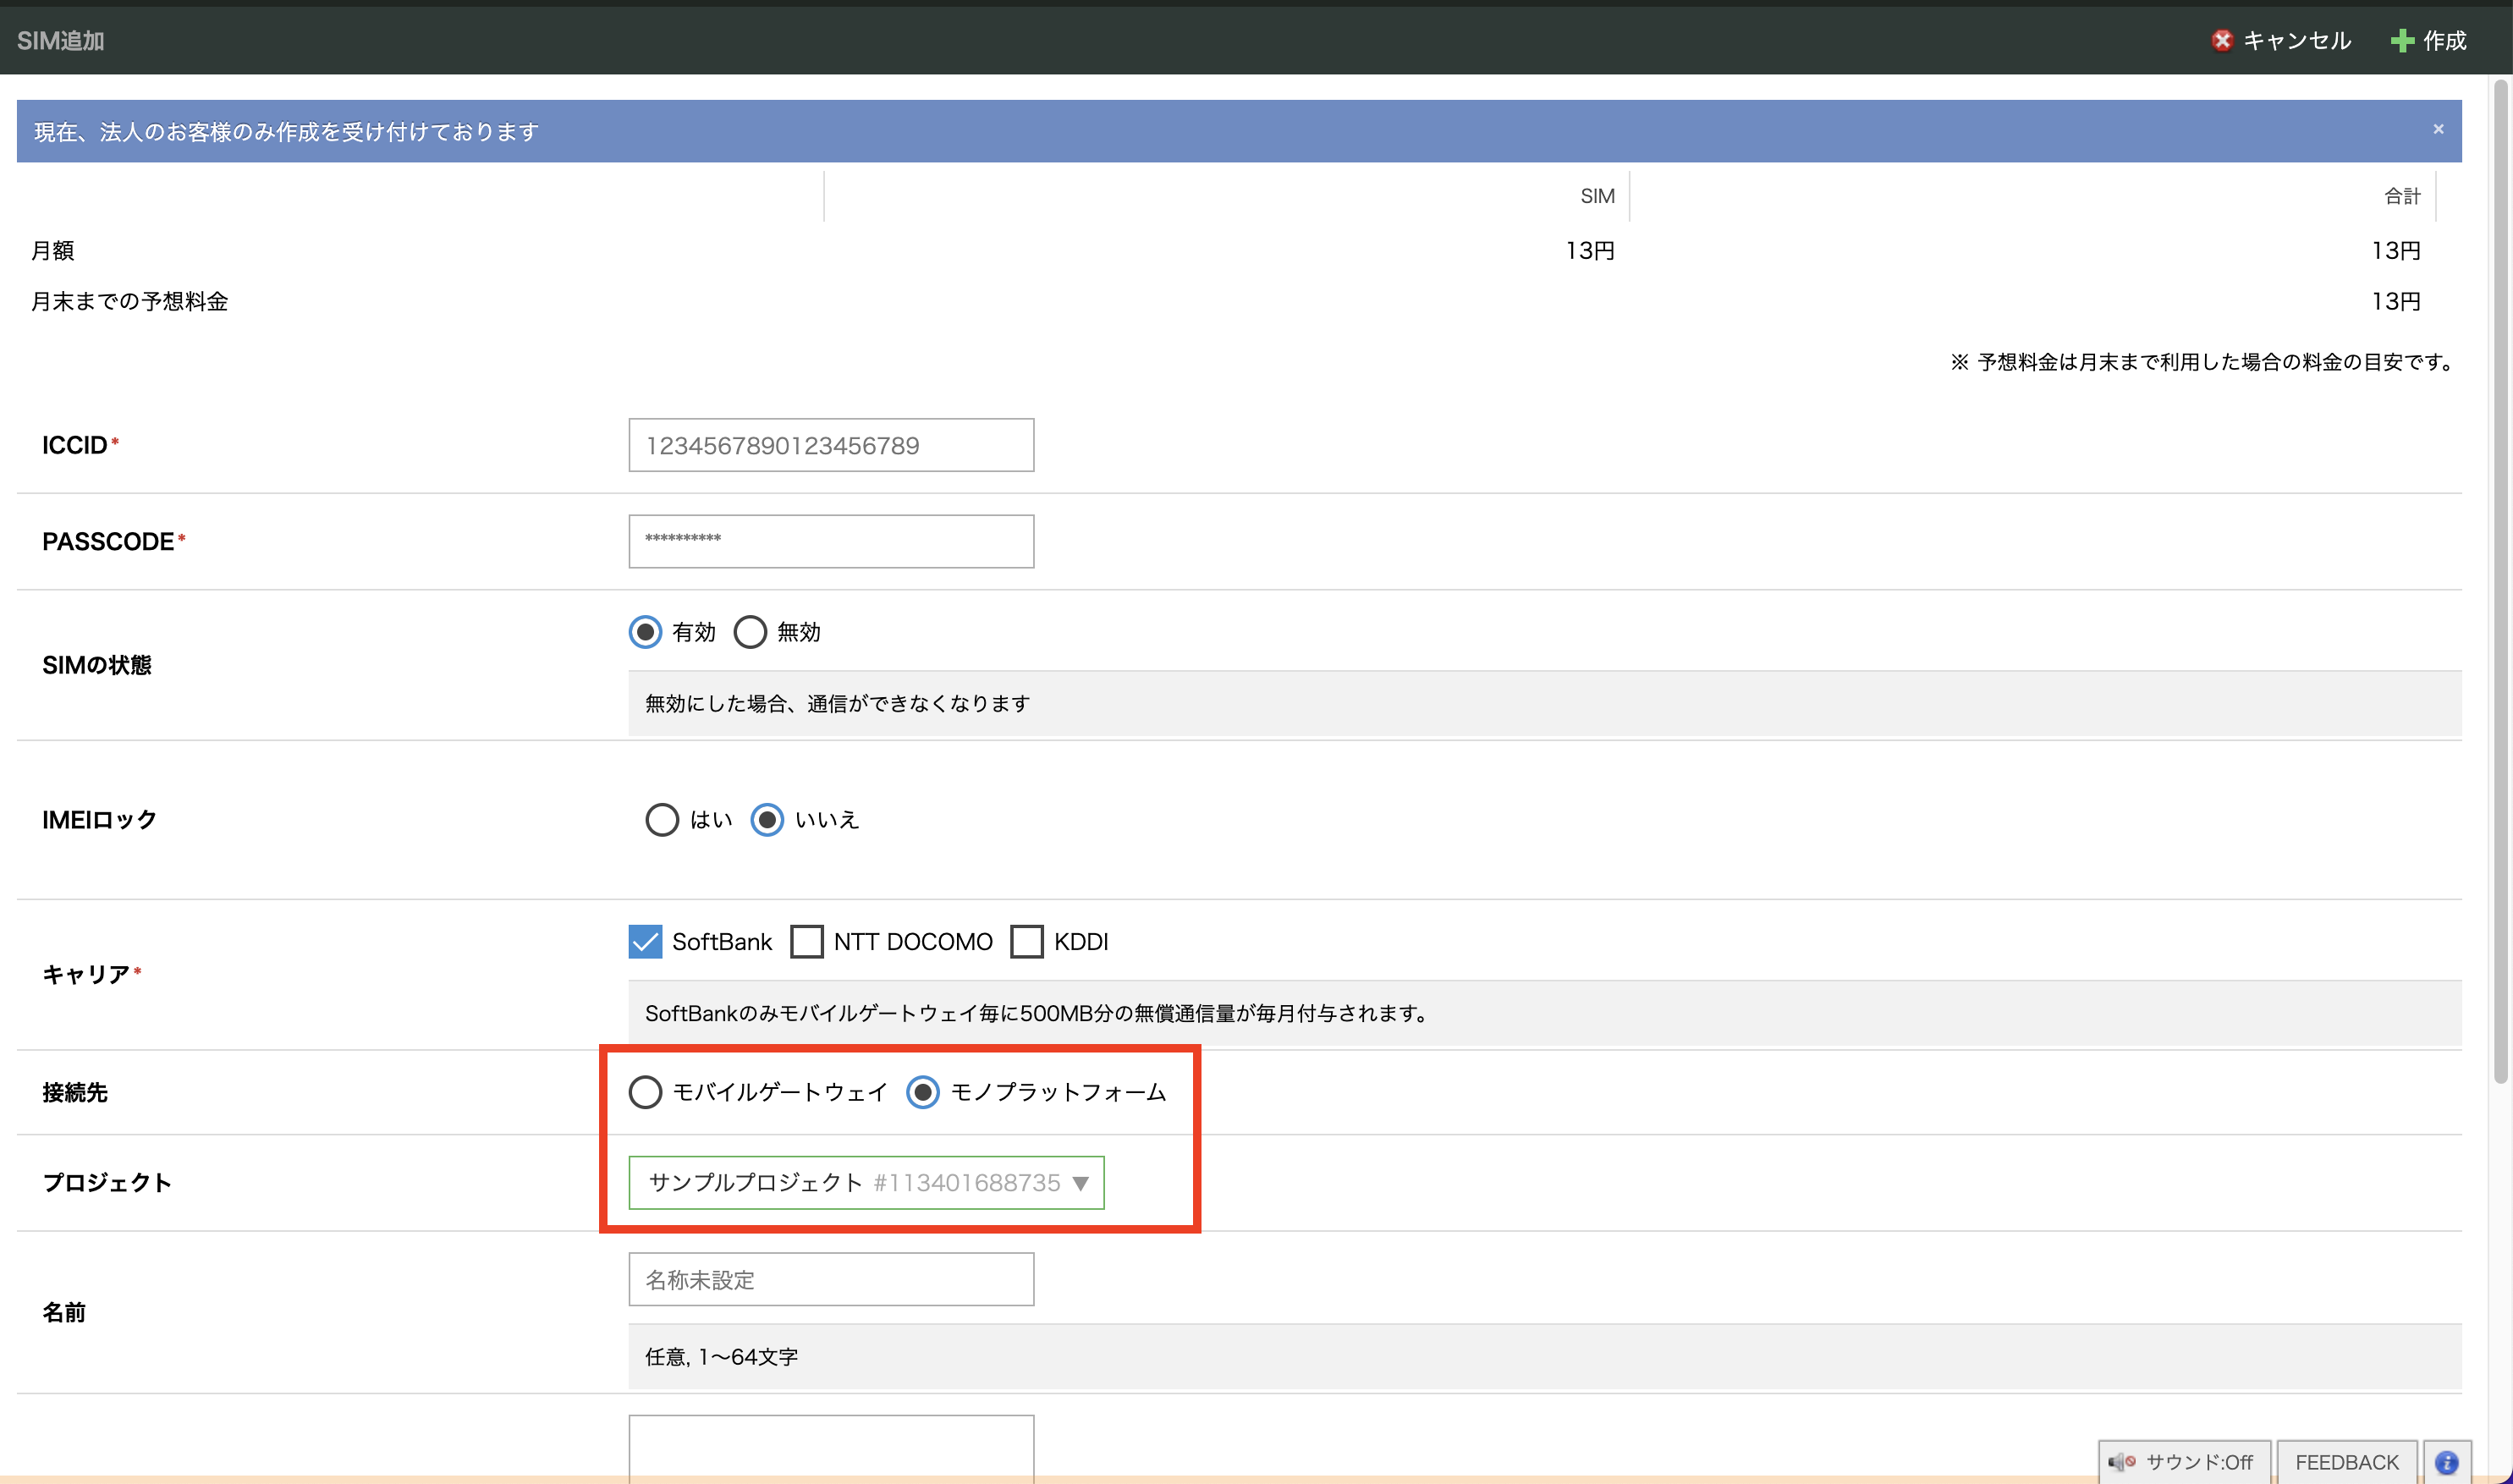 SIM追加
キャンセル 作成
現在、法人のお客様のみ作成を受け付けております ×
SIM 合計
月額 13円 13円
月末までの予想料金 13円
※ 予想料金は月末まで利用した場合の料金の目安です。
ICCID* 1234567890123456789
PASSCODE* **********
有効 無効
SIMの状態
無効にした場合、通信ができなくなります
IMEIロック はい いいえ
SoftBank NTT DOCOMO KDDI
キャリア*
SoftBankのみモバイルゲートウェイ毎に500MB分の無償通信量が毎月付与されます。
接続先 モバイルゲートウェイ モノプラットフォーム
プロジェクト サンプルプロジェクト #113401688735 ▼
名称未設定
名前
任意, 1〜64文字
サウンド:Off FEEDBACK i